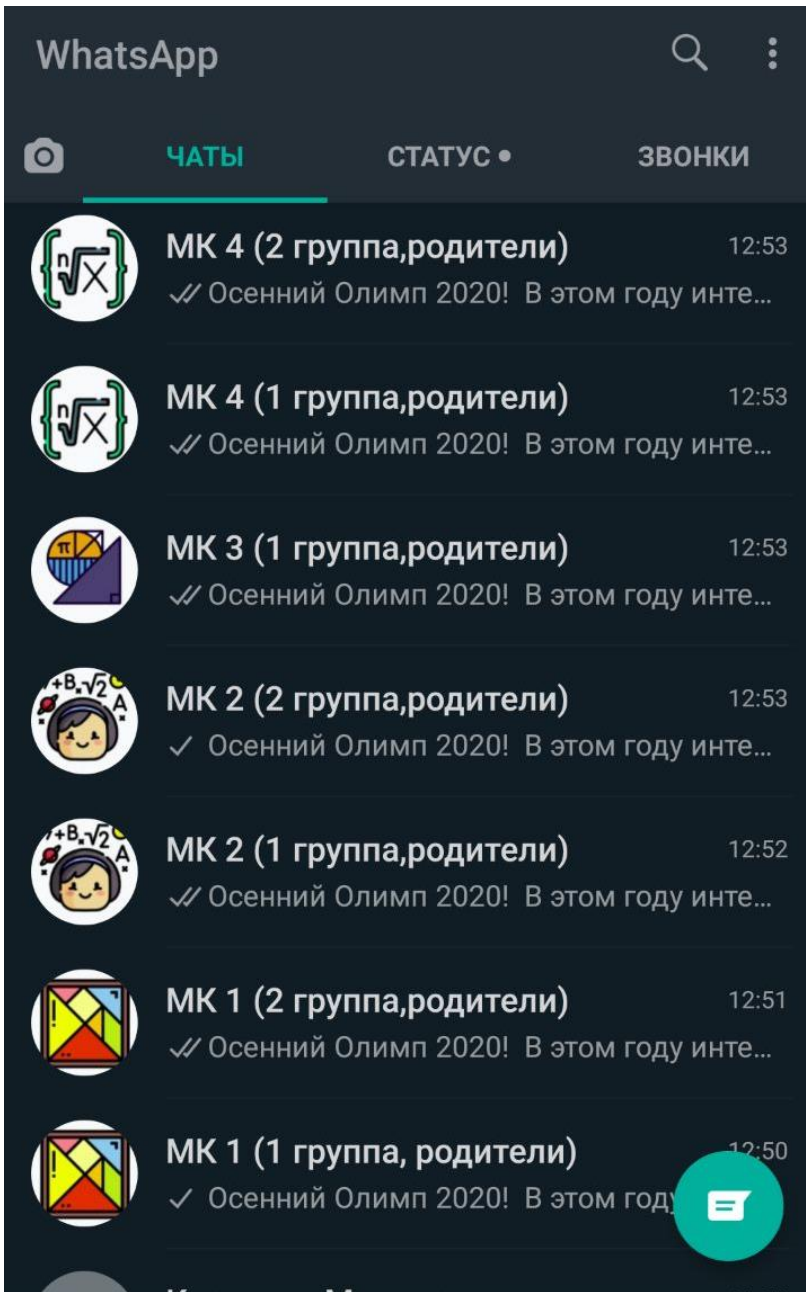 WhatsApp
ЧАТЫ СТАТУС ЗВОНКИ
МК 4 (2 группа,родители) 12:53
Осенний Олимп 2020! В этом году инте...
МК 4 (1 группа,родители) 12:53
Осенний Олимп 2020! В этом году инте...
МК 3 (1 группа,родители) 12:53
Осенний Олимп 2020! В этом году инте...
МК 2 (2 группа,родители) 12:53
Осенний Олимп 2020! В этом году инте...
МК 2 (1 группа,родители) 12:52
Осенний Олимп 2020! В этом году инте...
МК 1 (2 группа,родители) 12:51
Осенний Олимп 2020! В этом году инте...
МК 1 (1 группа, родители) 12:50
Осенний Олимп 2020! В этом год